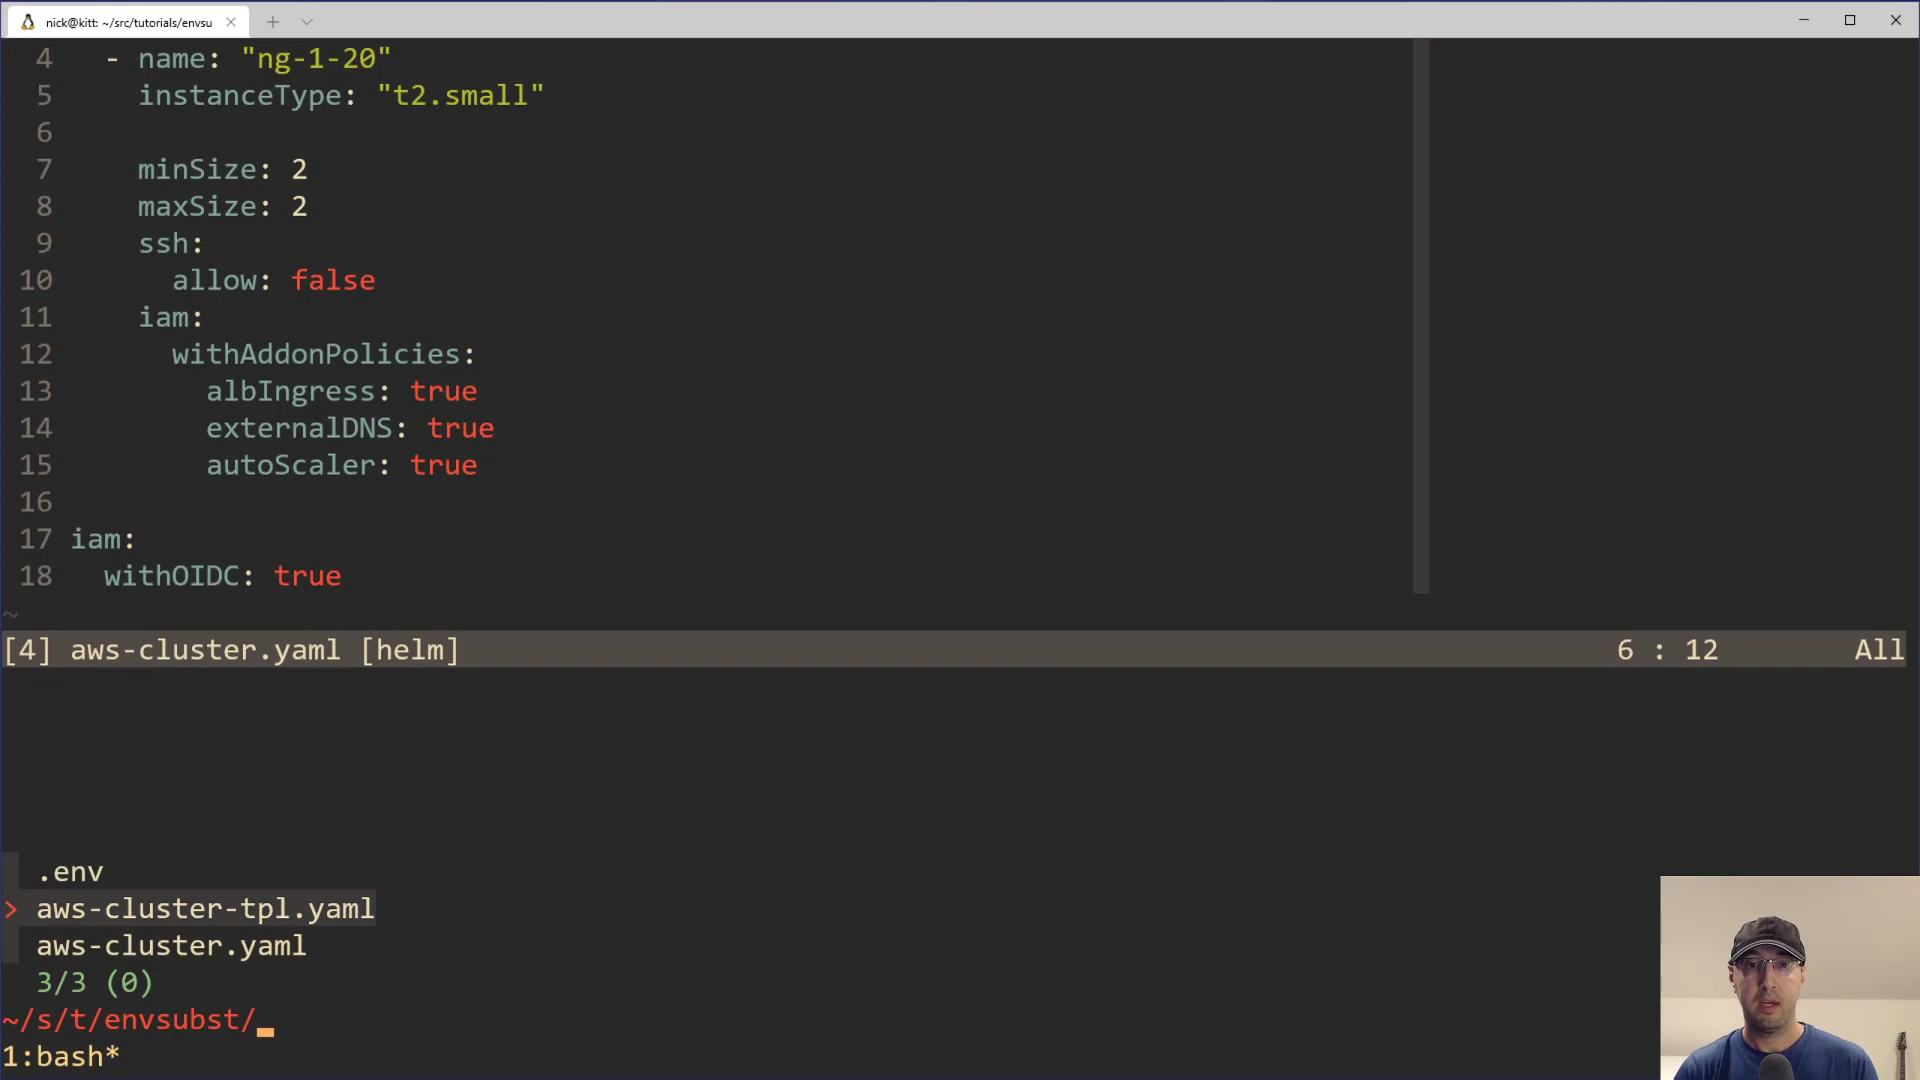 nick@kitt: ~/src/tutorials/envsu
4   - name: "ng-1-20"
5     instanceType: "t2.small"
6
7     minSize: 2
8     maxSize: 2
9     ssh:
10       allow: false
11     iam:
12       withAddonPolicies:
13         albIngress: true
14         externalDNS: true
15         autoScaler: true
16
17 iam:
18   withOIDC: true
~
[4] aws-cluster.yaml [helm] 6 : 12 All
.env
> aws-cluster-tpl.yaml
aws-cluster.yaml
3/3 (0)
~/s/t/envsubst/
1:bash*